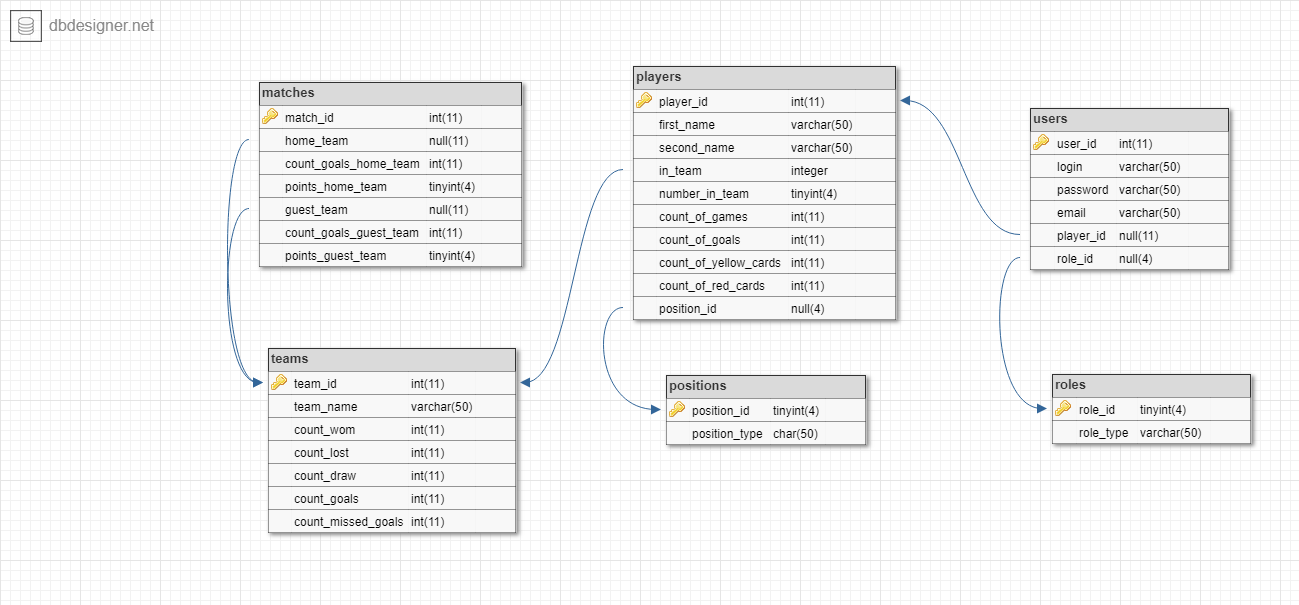 dbdesigner.net
matches
match_id int(11)
home_team null(11)
count_goals_home_team int(11)
points_home_team tinyint(4)
guest_team null(11)
count_goals_guest_team int(11)
points_guest_team tinyint(4)
players
player_id int(11)
first_name varchar(50)
second_name varchar(50)
in_team integer
number_in_team tinyint(4)
count_of_games int(11)
count_of_goals int(11)
count_of_yellow_cards int(11)
count_of_red_cards int(11)
position_id null(4)
users
user_id int(11)
login varchar(50)
password varchar(50)
email varchar(50)
player_id null(11)
role_id null(4)
teams
team_id int(11)
team_name varchar(50)
count_wom int(11)
count_lost int(11)
count_draw int(11)
count_goals int(11)
count_missed_goals int(11)
positions
position_id tinyint(4)
position_type char(50)
roles
role_id tinyint(4)
role_type varchar(50)